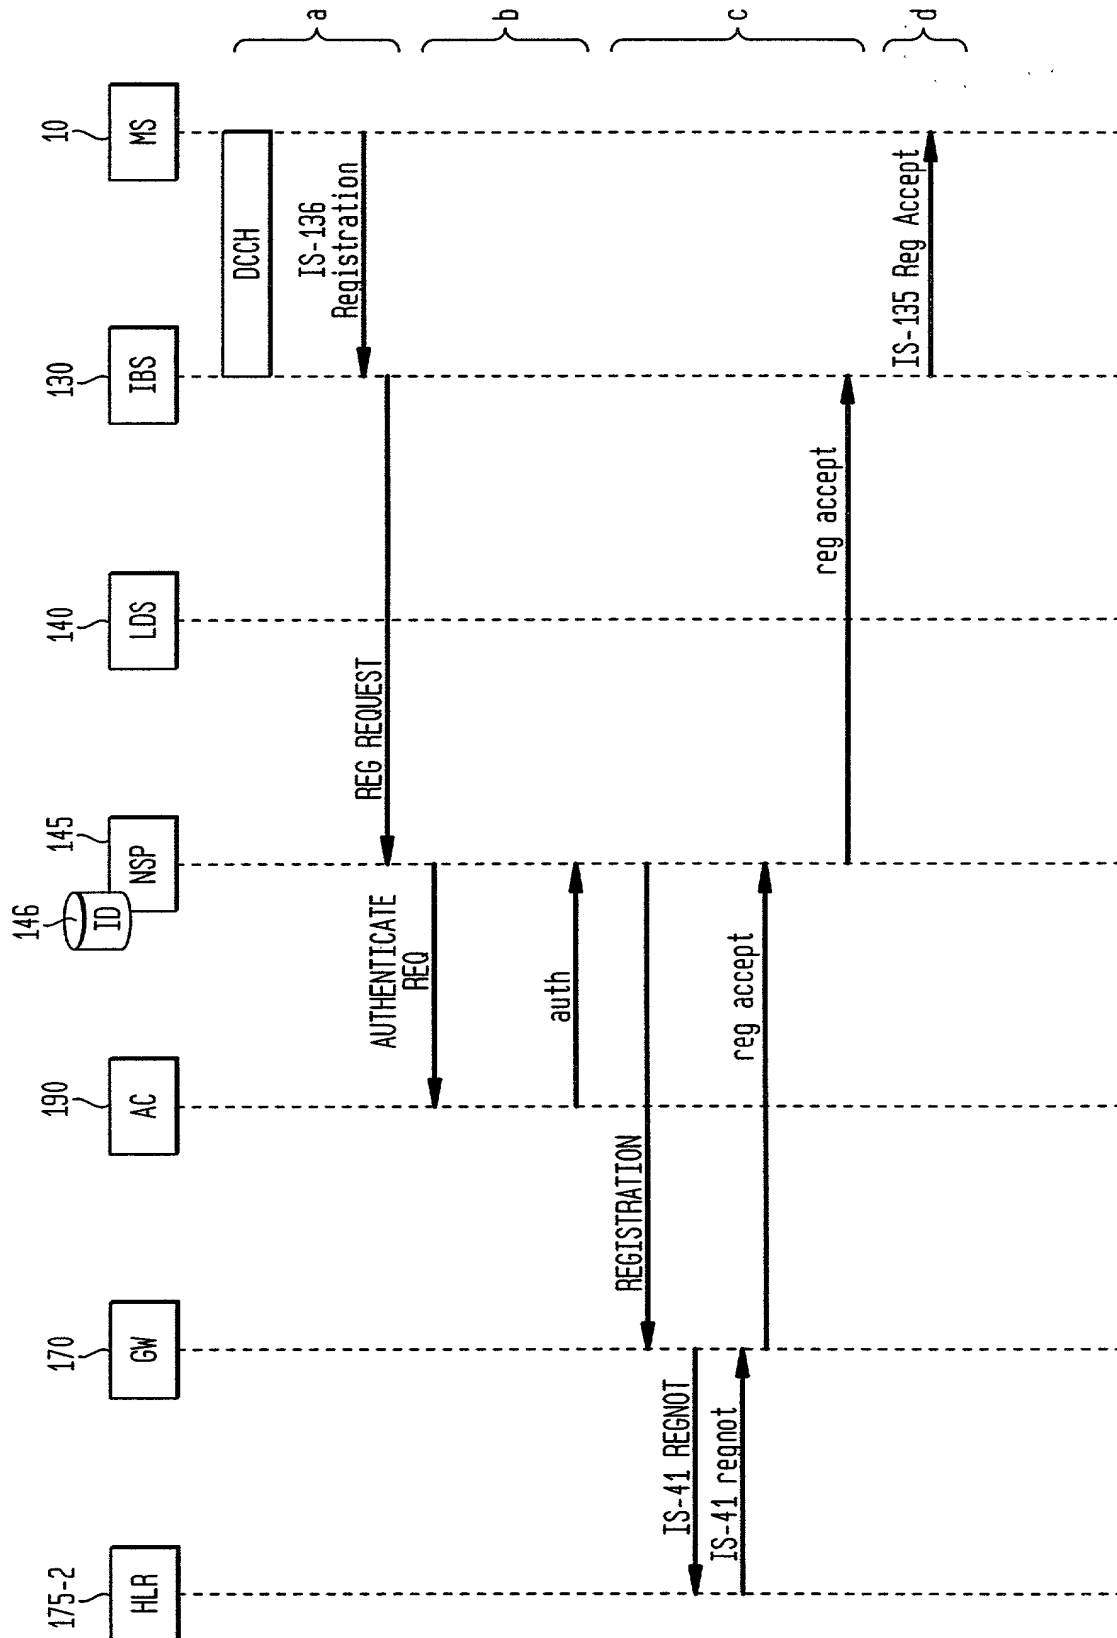 175-2
170
190
146
145
140
130
10
HLR
GW
AC
ID
NSP
LDS
IBS
MS
DCCH
a
IS-136
Registration
REG REQUEST
AUTHENTICATE
REQ
b
auth
REGISTRATION
c
IS-41 REGNOT
IS-41 regnot
reg accept
reg accept
IS-135 Reg Accept
d